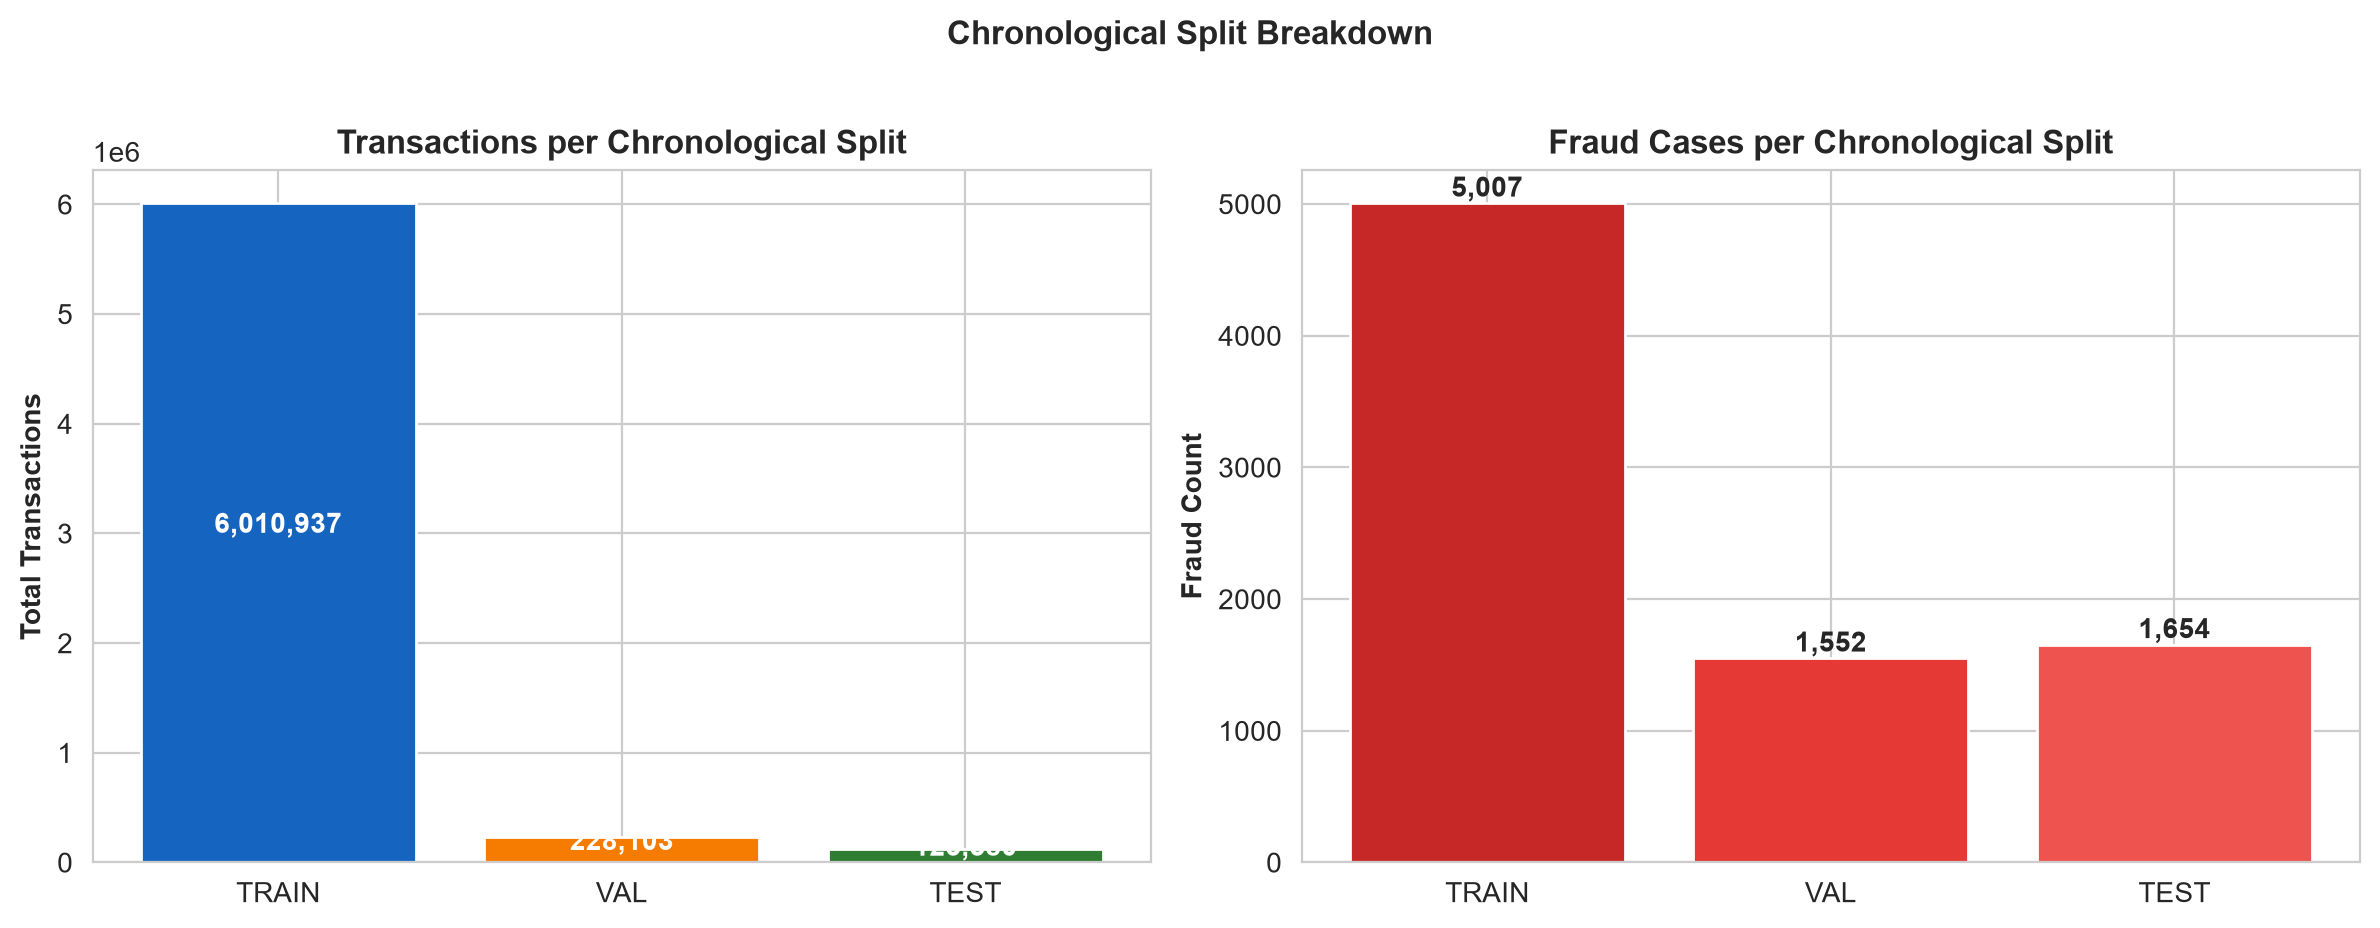 Chronological Split Breakdown
Transactions per Chronological Split
1e6
Total Transactions
6
5
4
3
2
1
0
6,010,937
228,103
TRAIN
VAL
TEST
Fraud Cases per Chronological Split
Fraud Count
5000
4000
3000
2000
1000
0
5,007
1,552
1,654
TRAIN
VAL
TEST